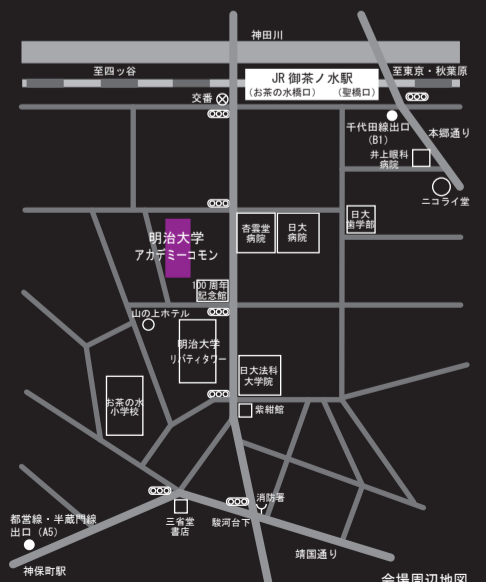 神田川
至四ッ谷
JR 御茶ノ水駅
（お茶の水橋口）　（聖橋口）
至東京・秋葉原
交番
千代田線出口
（B1）
本郷通り
井上眼科
病院
ニコライ堂
日大
歯学部
杏雲堂
病院
日大
病院
明治大学
アカデミーコモン
100 周年
記念館
山の上ホテル
明治大学
リバティタワー
日大法科
大学院
お茶の水
小学校
紫紺館
三省堂
書店
消防署
駿河台下
都営線・半蔵門線
出口（A5）
靖国通り
神保町駅
会場周辺地図